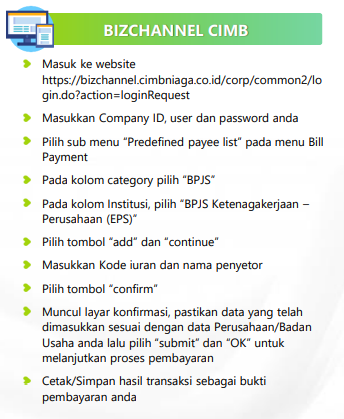 BIZCHANNEL CIMB
Masuk ke website
https://bizchannel.cimbniaga.co.id/corp/common2/lo
gin.do?action=loginRequest
Masukkan Company ID, user dan password anda
Pilih sub menu “Predefined payee list” pada menu Bill
Payment
Pada kolom category pilih “BPJS”
Pada kolom Institusi, pilih “BPJS Ketenagakerjaan –
Perusahaan (EPS)”
Pilih tombol “add” dan “continue”
Masukkan Kode iuran dan nama penyetor
Pilih tombol “confirm”
Muncul layar konfirmasi, pastikan data yang telah
dimasukkan sesuai dengan data Perusahaan/Badan
Usaha anda lalu pilih “submit” dan “OK” untuk
melanjutkan proses pembayaran
Cetak/Simpan hasil transaksi sebagai bukti
pembayaran anda